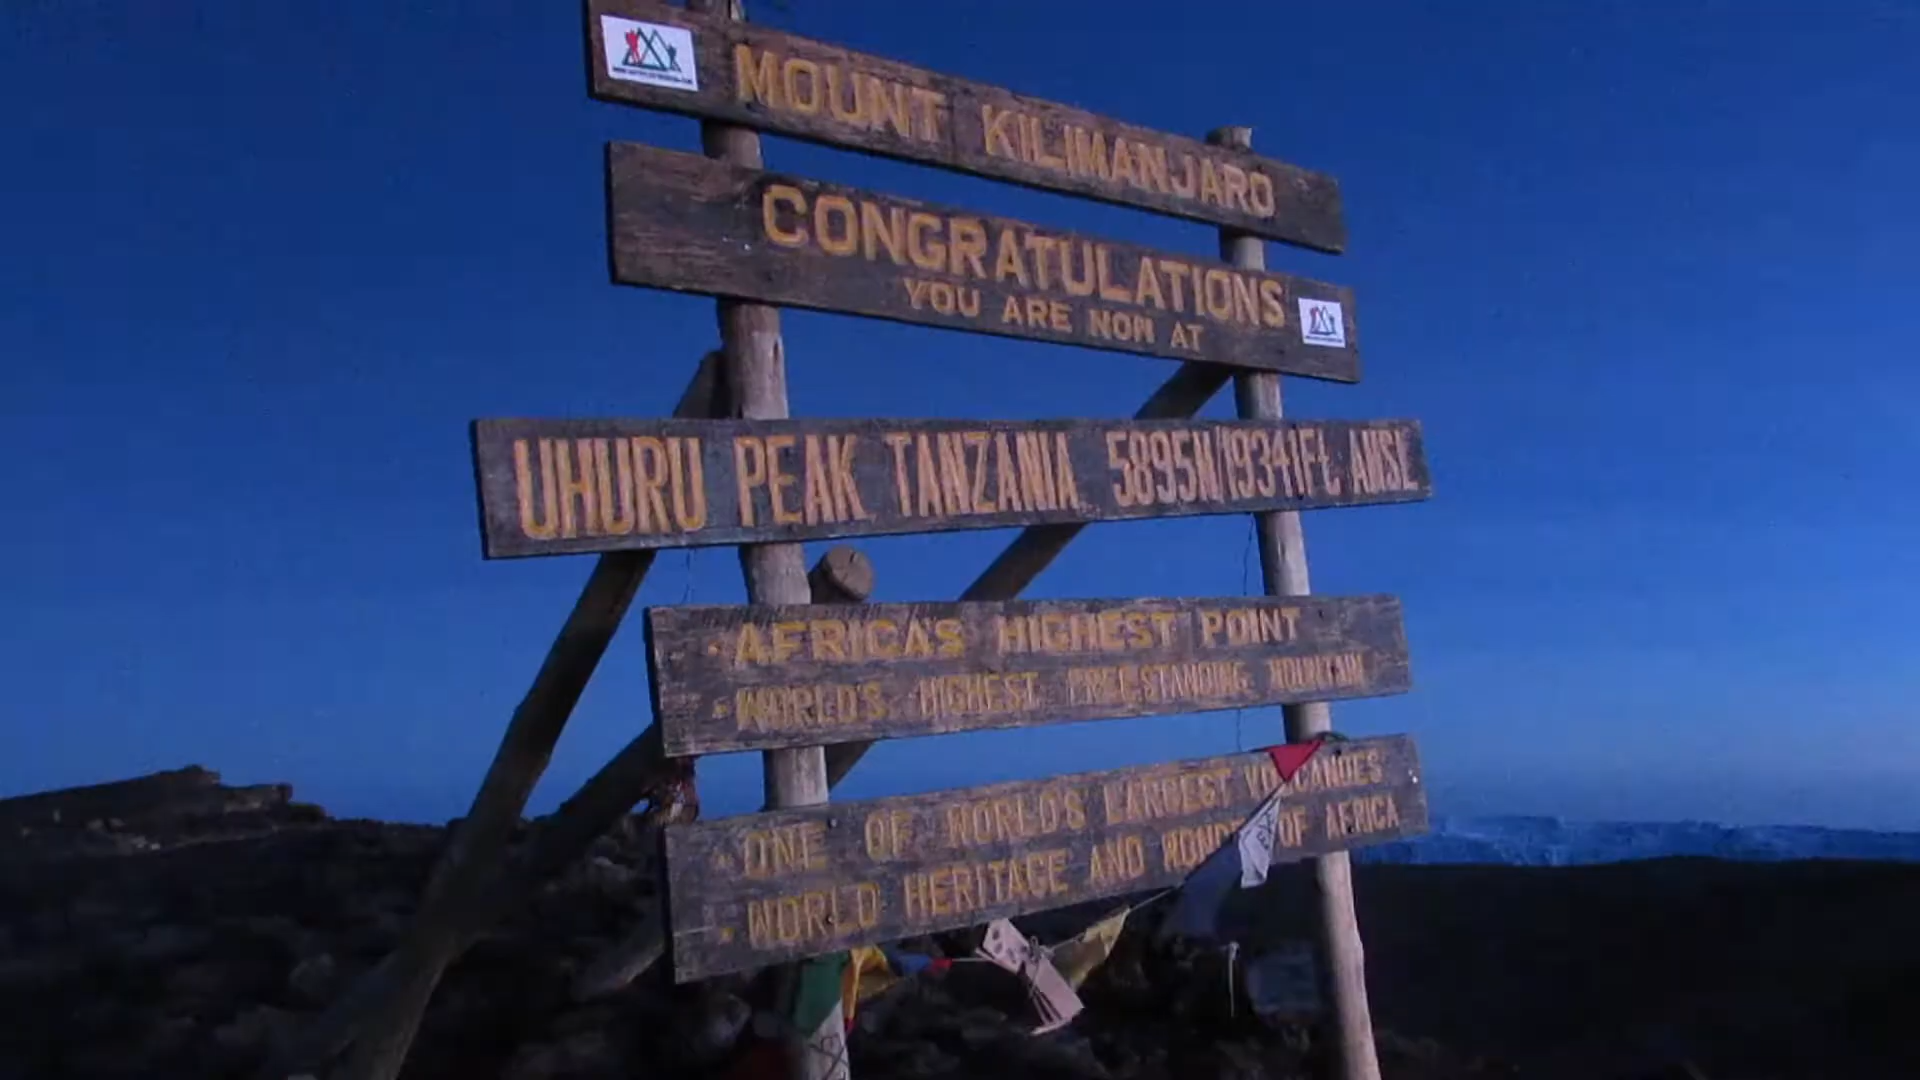 MOUNT KILIMANJARO
CONGRATULATIONS
YOU ARE NOW AT
UHURU PEAK TANZANIA 5895M/19341Ft. AMSL
• AFRICA'S HIGHEST POINT
• WORLD'S HIGHEST FREE-STANDING MOUNTAIN
• ONE OF WORLD'S LARGEST VOLCANOES
• WORLD HERITAGE AND WONDER OF AFRICA